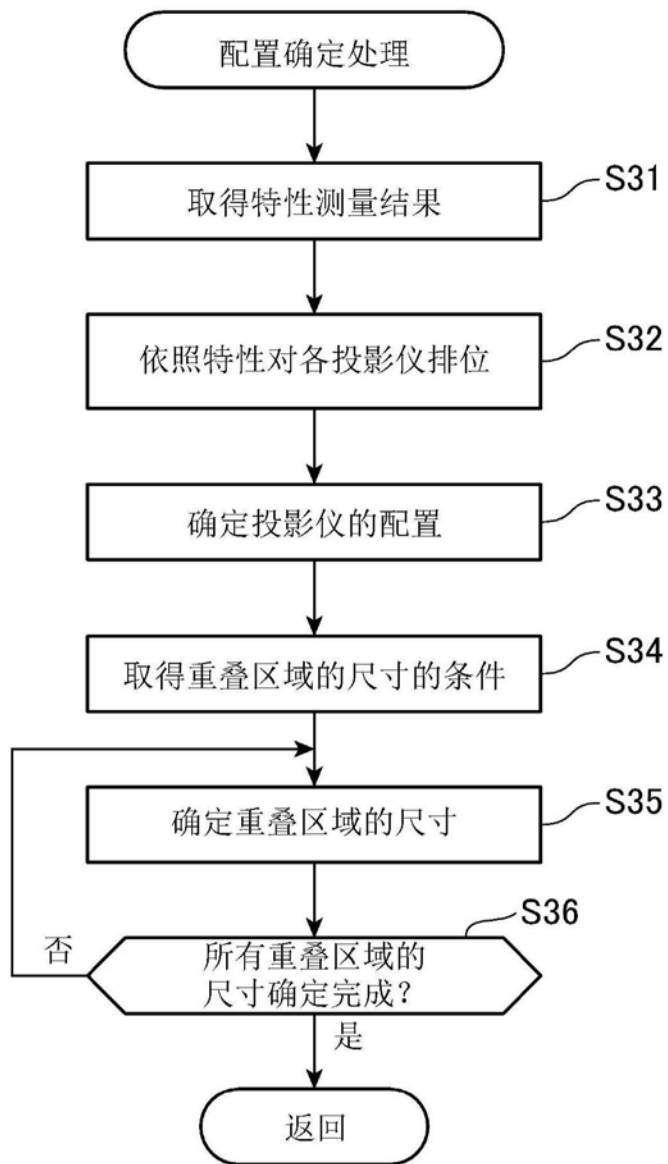 配置确定处理
取得特性测量结果
S31
依照特性对各投影仪排位
S32
确定投影仪的配置
S33
取得重叠区域的尺寸的条件
S34
确定重叠区域的尺寸
S35
所有重叠区域的
尺寸确定完成?
S36
否
是
返回